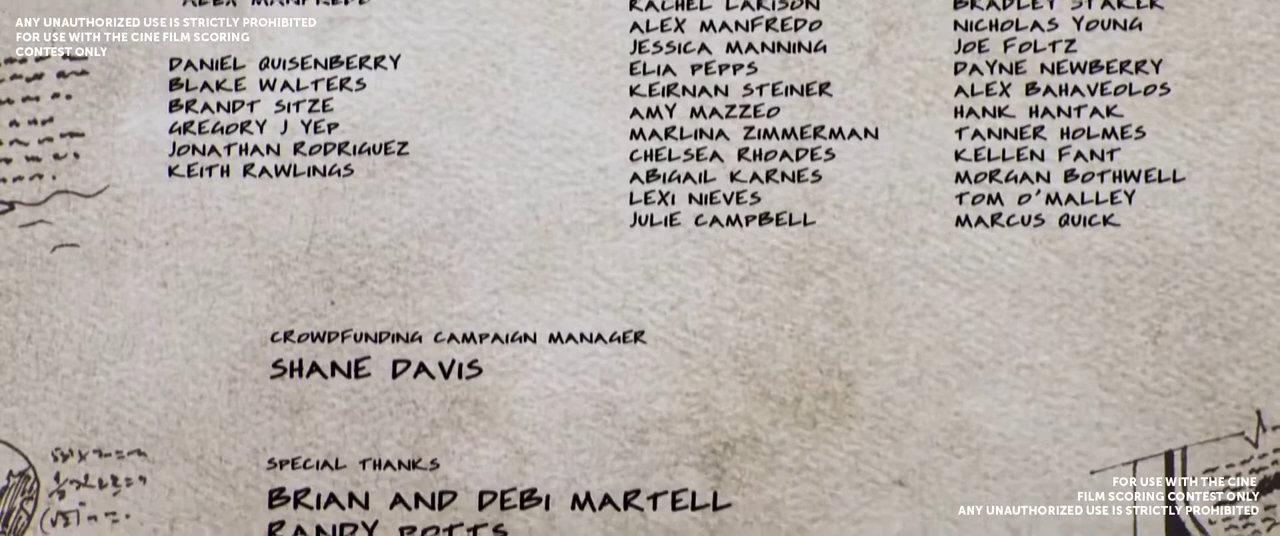 ANY UNAUTHORIZED USE IS STRICTLY PROHIBITED
FOR USE WITH THE CINE FILM SCORING
CONTEST ONLY
ALEX MANFREDO
DANIEL QUISENBERRY
BLAKE WALTERS
BRANDT SITZE
GREGORY J YEP
JONATHAN RODRIGUEZ
KEITH RAWLINGS
RACHEL LARISON
ALEX MANFREDO
JESSICA MANNING
ELIA PEPPS
KEIRNAN STEINER
AMY MAZZEO
MARLINA ZIMMERMAN
CHELSEA RHOADES
ABIGAIL KARNES
LEXI NIEVES
JULIE CAMPBELL
BRADLEY STAKER
NICHOLAS YOUNG
JOE FOLTZ
DAYNE NEWBERRY
ALEX BAHAVEOLOS
HANK HANTAK
TANNER HOLMES
KELLEN FANT
MORGAN BOTHWELL
TOM O'MALLEY
MARCUS QUICK
CROWDFUNDING CAMPAIGN MANAGER
SHANE DAVIS
SPECIAL THANKS
BRIAN AND DEBI MARTELL
RANDY POTTS
FOR USE WITH THE CINE
FILM SCORING CONTEST ONLY
ANY UNAUTHORIZED USE IS STRICTLY PROHIBITED